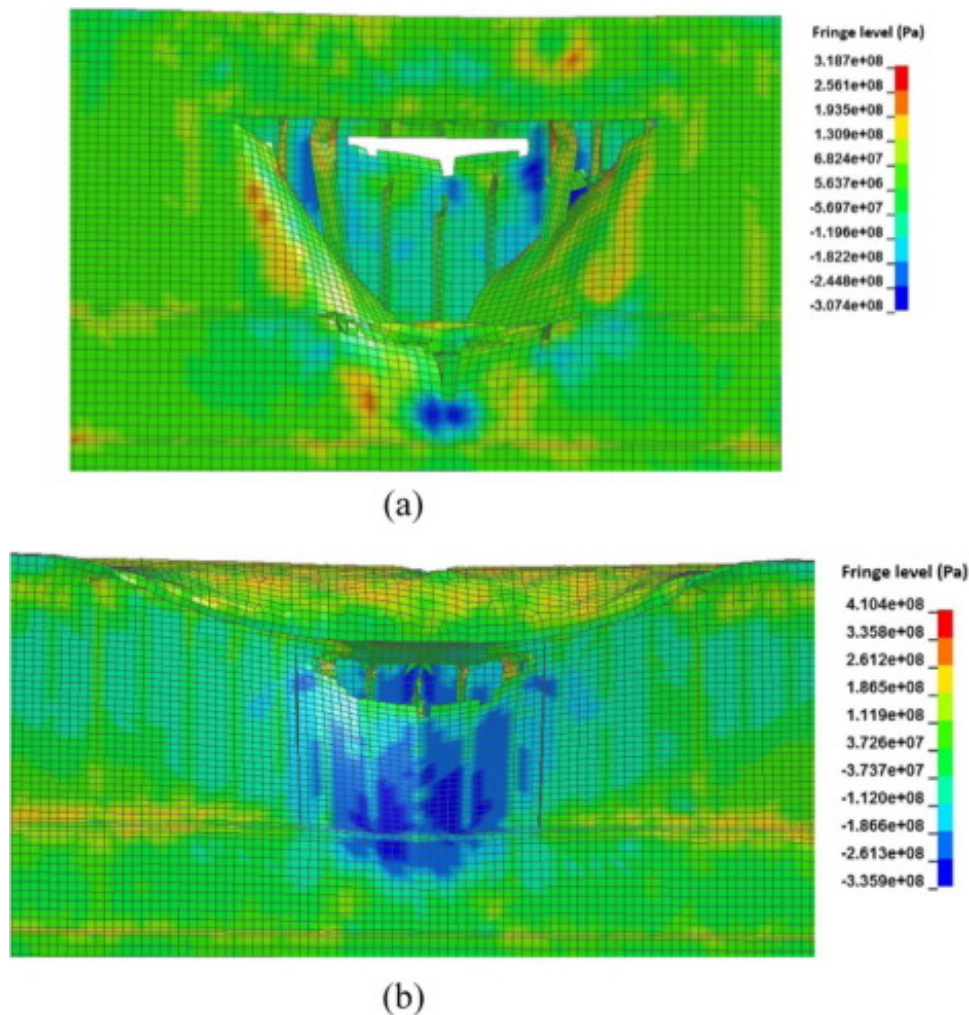 Fringe level (Pa)
3.187e+08
2.561e+08
1.935e+08
1.309e+08
6.824e+07
5.637e+06
-5.697e+07
-1.196e+08
-1.822e+08
-2.448e+08
-3.074e+08
(a)
Fringe level (Pa)
4.104e+08
3.358e+08
2.612e+08
1.865e+08
1.119e+08
3.726e+07
-3.737e+07
-1.120e+08
-1.866e+08
-2.613e+08
-3.359e+08
(b)